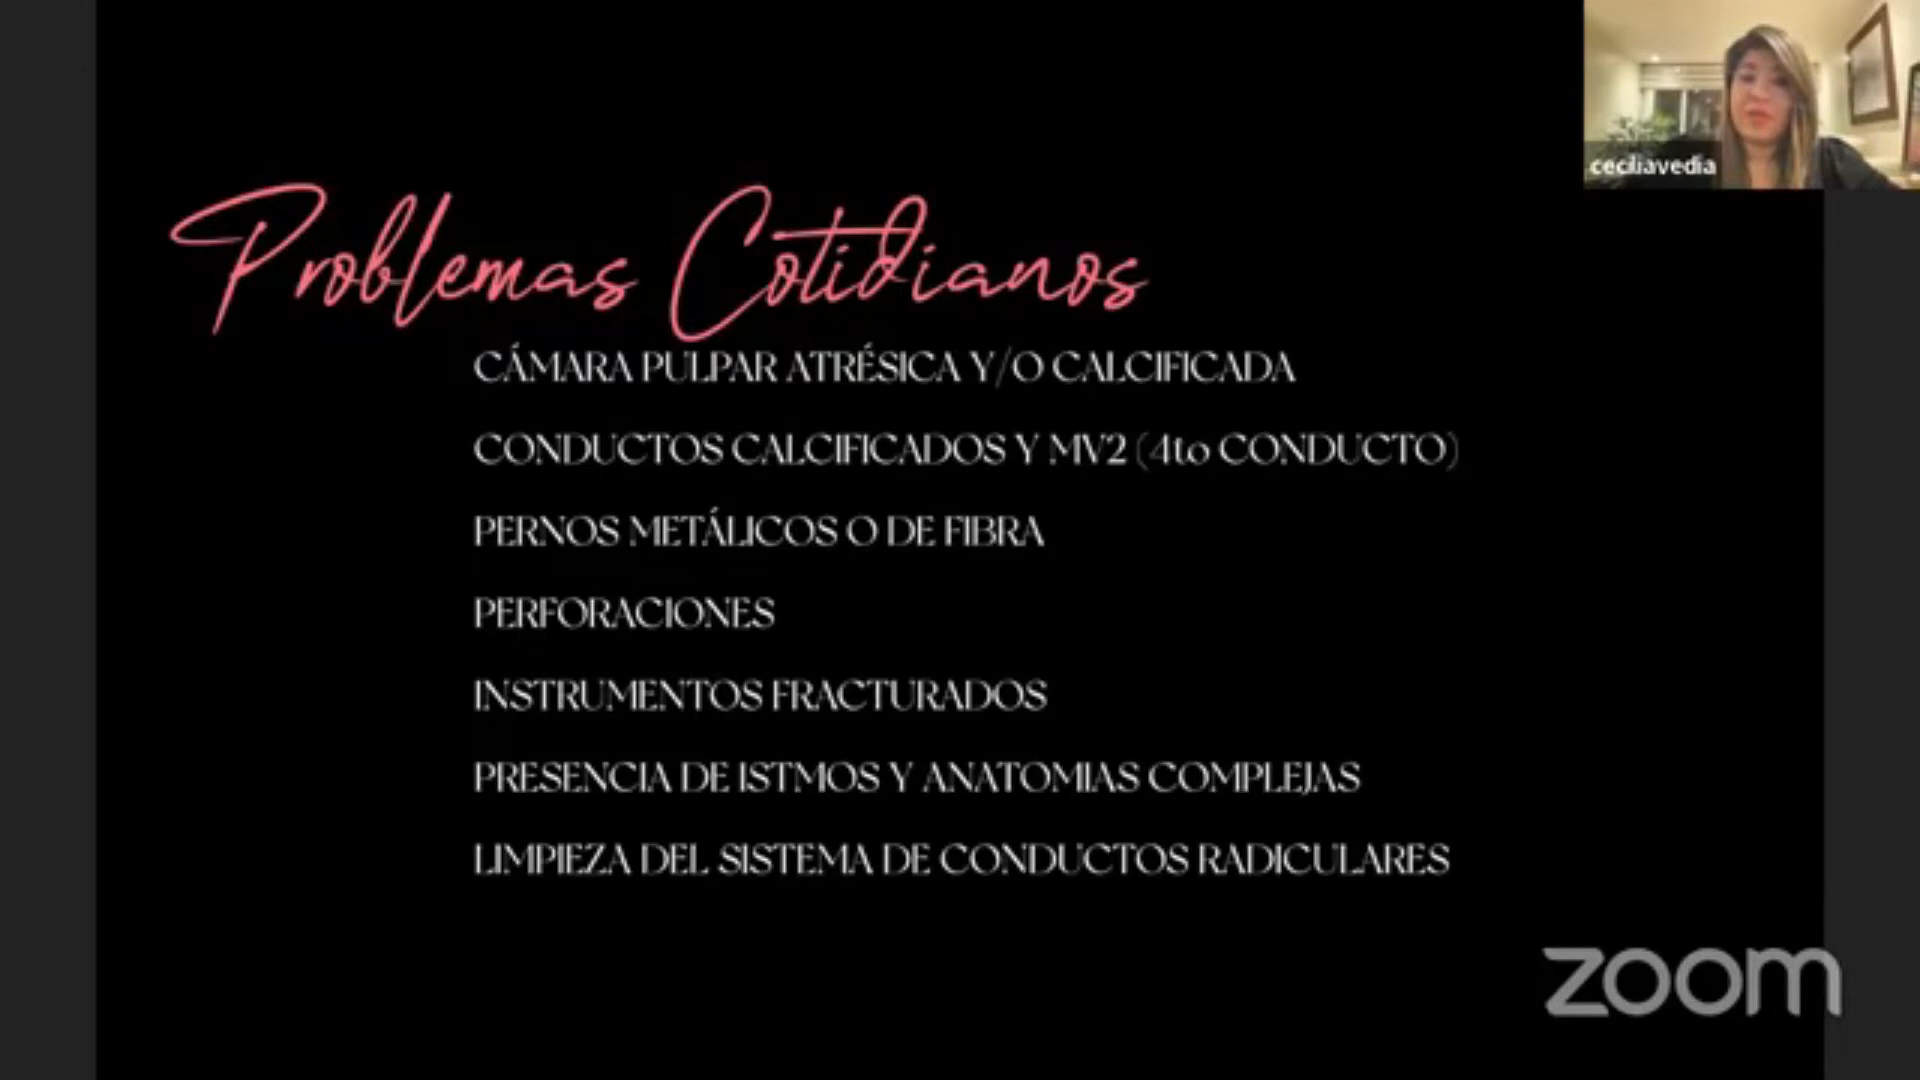 ceciliavedia
Problemas Cotidianos
CÁMARA PULPAR ATRÉSICA Y/O CALCIFICADA
CONDUCTOS CALCIFICADOS Y MV2 (4to CONDUCTO)
PERNOS METÁLICOS O DE FIBRA
PERFORACIONES
INSTRUMENTOS FRACTURADOS
PRESENCIA DE ISTMOS Y ANATOMIAS COMPLEJAS
LIMPIEZA DEL SISTEMA DE CONDUCTOS RADICULARES
zoom